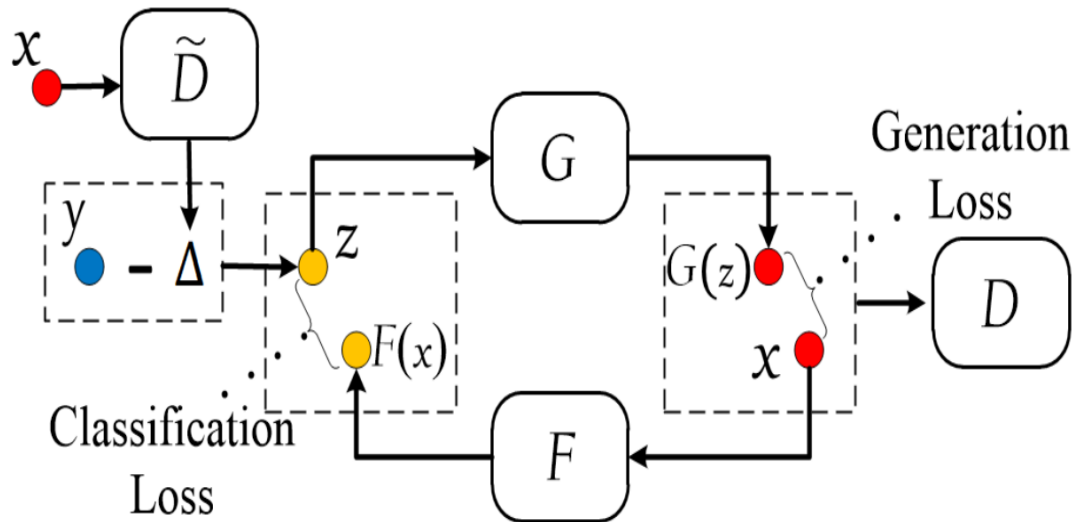 x
D̃
G
Generation
Loss
y
- Δ
z
G(z)
D
F(x)
x
Classification
Loss
F